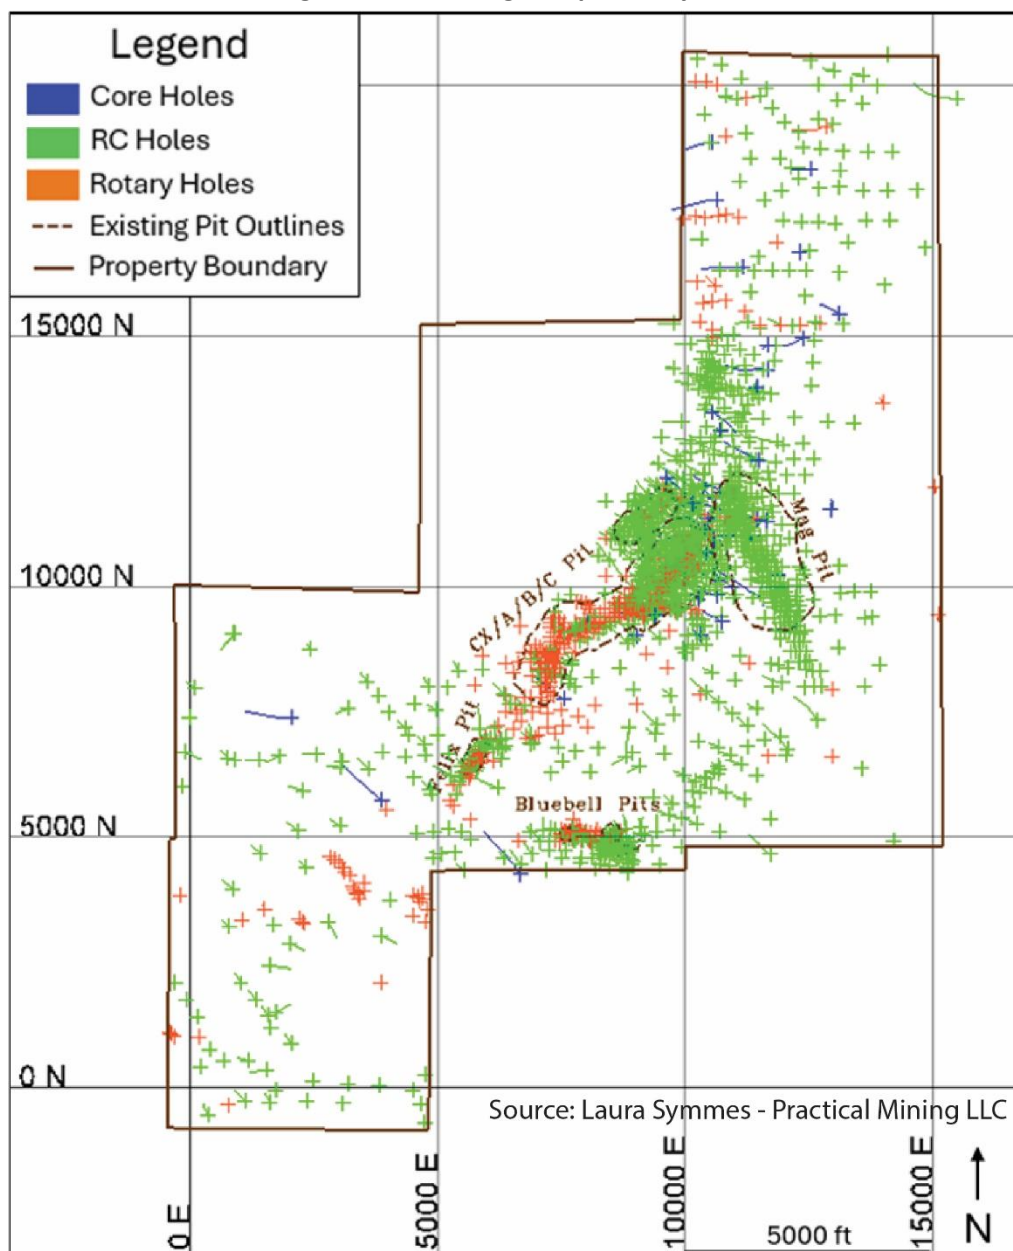 Legend
Core Holes
RC Holes
Rotary Holes
Existing Pit Outlines
Property Boundary
15000 N
10000 N
5000 N
0 N
Mag Pit
CX/A/B/C Pit
Felix Pit
Bluebell Pits
Source: Laura Symmes - Practical Mining LLC
0 E
5000 E
10000 E
15000 E
5000 ft
N